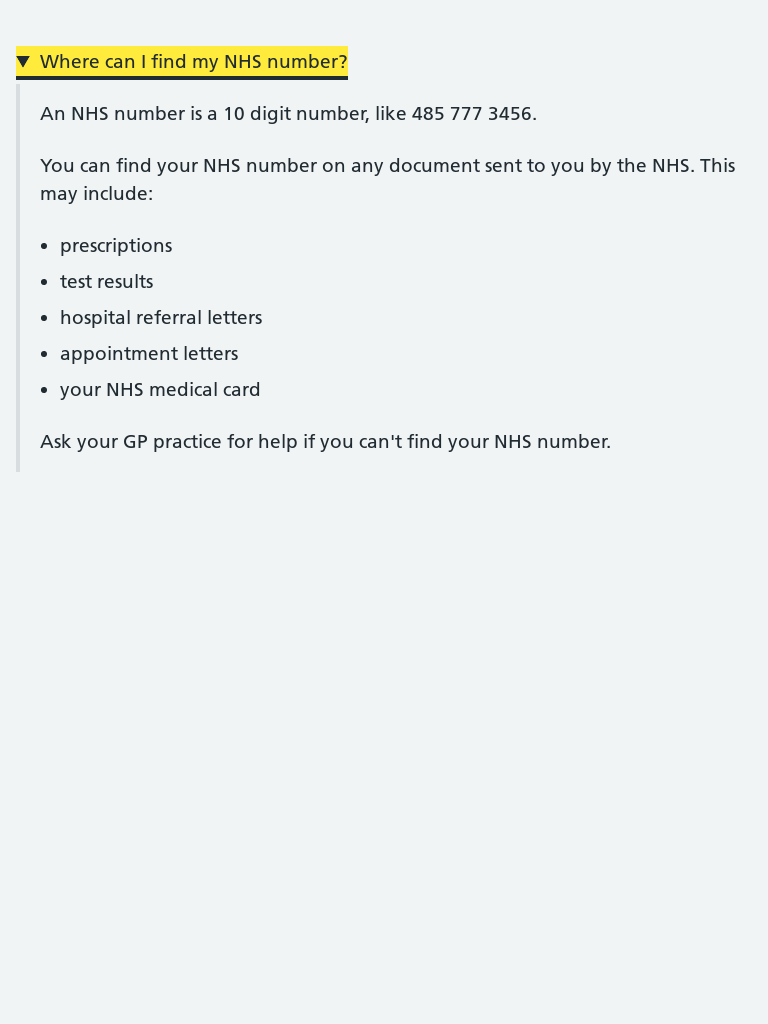 Where can I find my NHS number?
An NHS number is a 10 digit number, like 485 777 3456.
You can find your NHS number on any document sent to you by the NHS. This
may include:
• prescriptions
• test results
• hospital referral letters
• appointment letters
• your NHS medical card
Ask your GP practice for help if you can't find your NHS number.